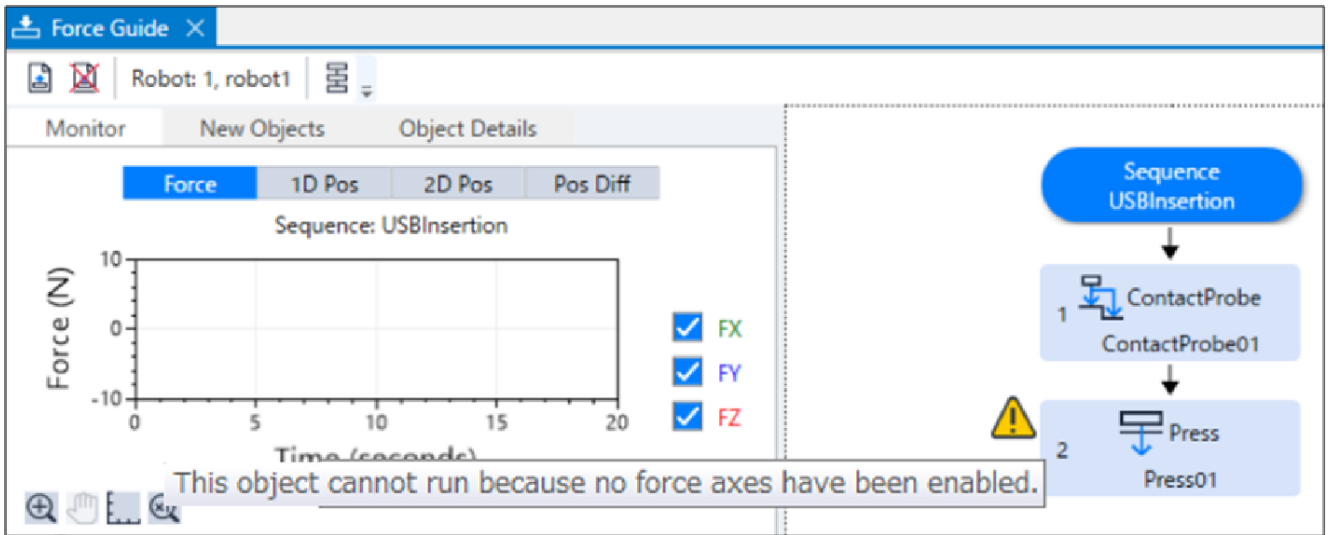 Force Guide
Robot: 1, robot1
Monitor New Objects Object Details
Force 1D Pos 2D Pos Pos Diff
Sequence: USBInsertion
Force (N)
10
0
-10
0 5 10 15 20
Time (seconds)
FX
FY
FZ
This object cannot run because no force axes have been enabled.
Sequence
USBInsertion
1 ContactProbe
ContactProbe01
2 Press
Press01